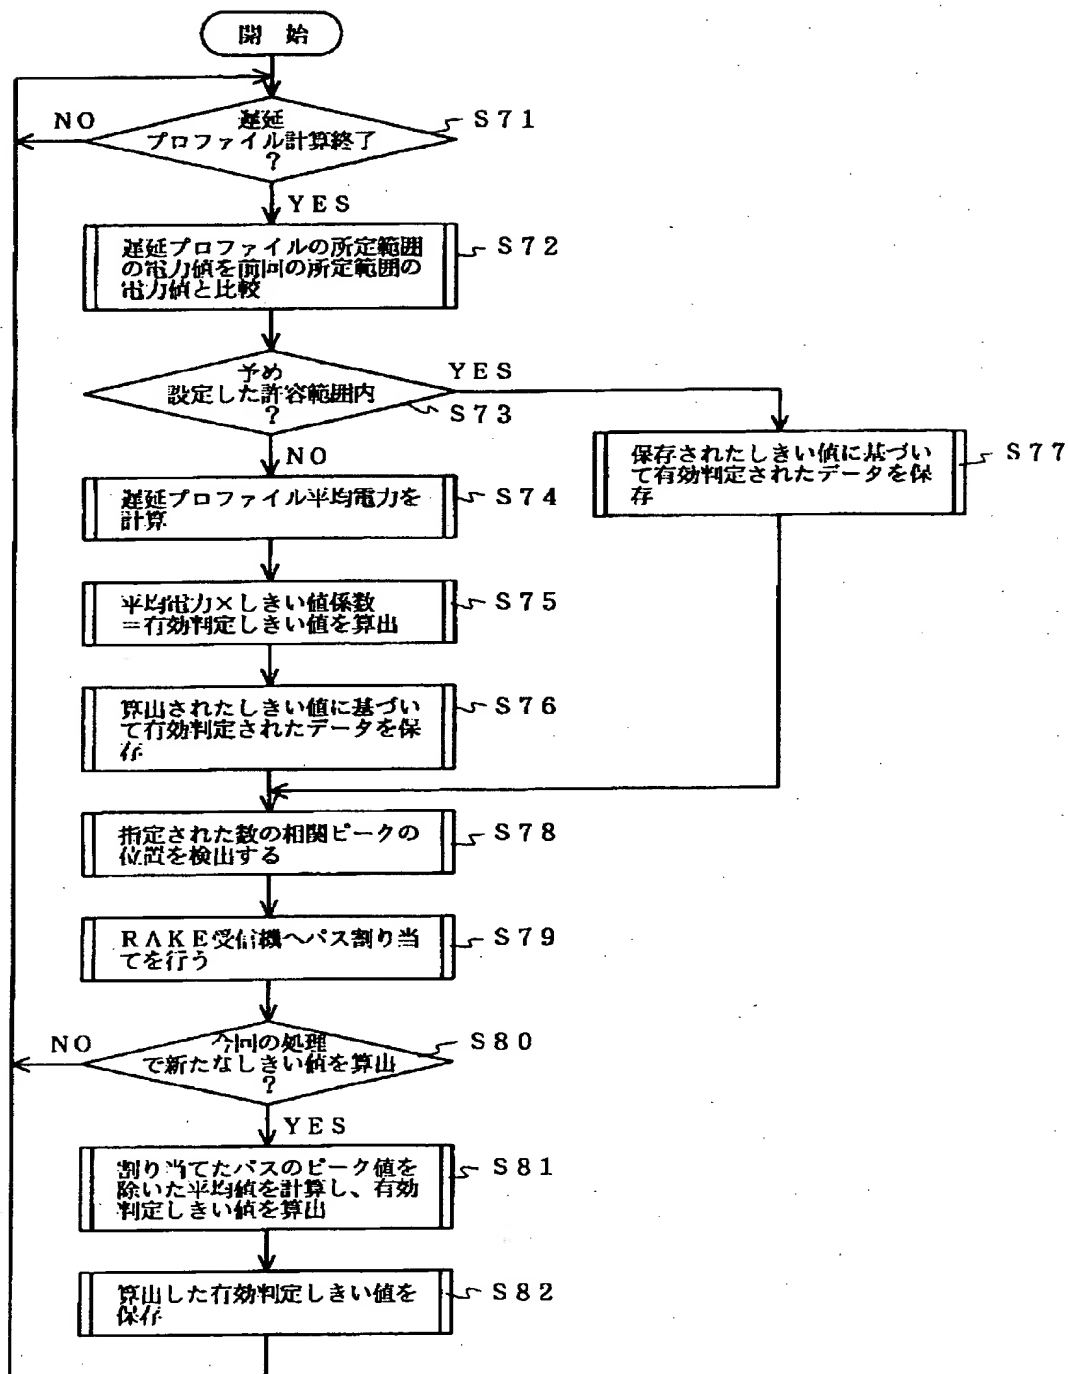 開 始
遅延
プロファイル計算終了
?
NO
S71
YES
遅延プロファイルの所定範囲
の電力値を前回の所定範囲の
電力値と比較
S72
予め
設定した許容範囲内
?
YES
S73
NO
保存されたしきい値に基づい
て有効判定されたデータを保
存
S77
遅延プロファイル平均電力を
計算
S74
平均電力×しきい値係数
=有効判定しきい値を算出
S75
算出されたしきい値に基づい
て有効判定されたデータを保
存
S76
指定された数の相関ピークの
位置を検出する
S78
RAKE受信機へパス割り当
てを行う
S79
今回の処理
で新たなしきい値を算出
?
NO
S80
YES
割り当てたパスのピーク値を
除いた平均値を計算し、有効
判定しきい値を算出
S81
算出した有効判定しきい値を
保存
S82